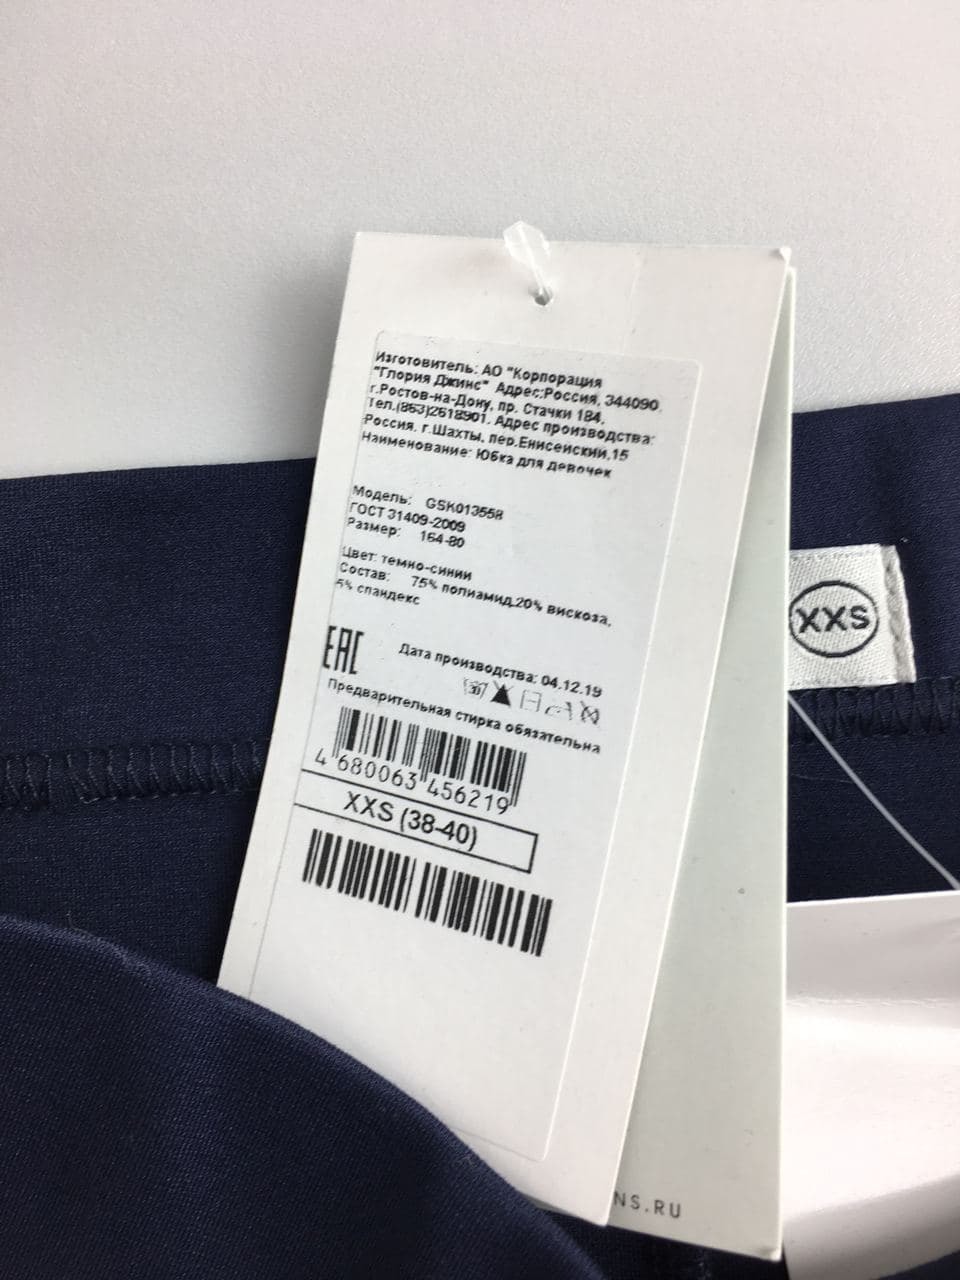 Изготовитель: АО "Корпорация
"Глория Джинс" Адрес:Россия, 344090,
г.Ростов-на-Дону, пр. Стачки 184,
Тел.(863)2618901. Адрес производства:
Россия, г.Шахты, пер.Енисейский,15
Наименование: Юбка для девочек
Модель: GSK013558
ГОСТ 31409-2009
Размер: 164-80
Цвет: темно-синий
Состав: 75% полиамид,20% вискоза,
5% спандекс
EAC
Дата производства: 04.12.19
30
Предварительная стирка обязательна
4 680063 456219
XXS (38-40)
XXS
NS.RU